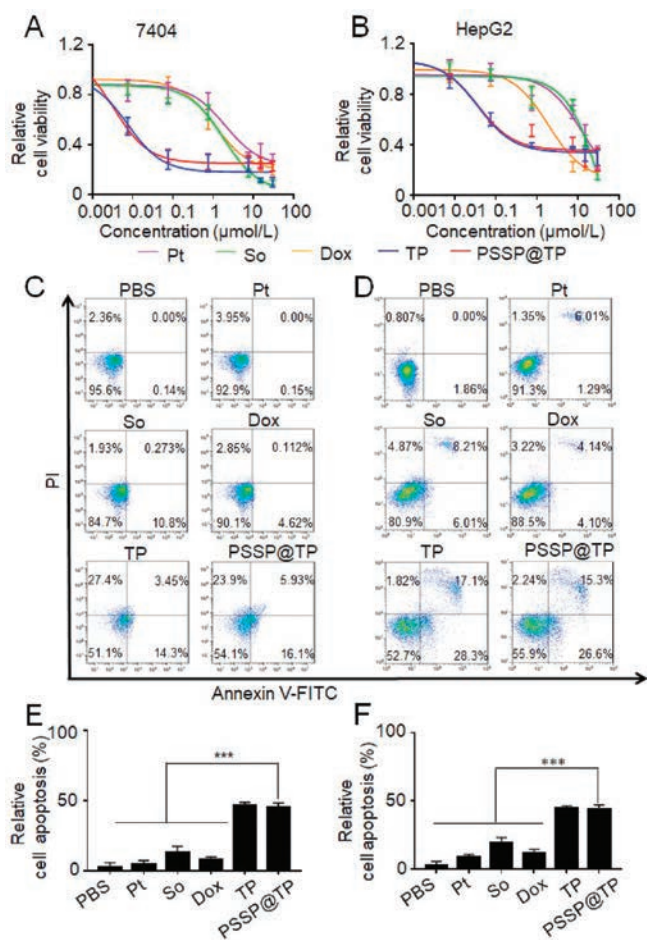 A 7404
1.2
0.8
0.4
0
Relative
cell viability
0.001 0.01 0.1 1 10 100
Concentration (μmol/L)
B HepG2
1.2
0.8
0.4
0
Relative
cell viability
0.001 0.01 0.1 1 10 100
Concentration (μmol/L)
Pt So Dox TP PSSP@TP
C
PBS Pt
2.36% 0.00% 3.95% 0.00%
95.6% 0.14% 92.9% 0.15%
So Dox
1.93% 0.273% 2.85% 0.112%
84.7% 10.8% 90.1% 4.62%
TP PSSP@TP
27.4% 3.45% 23.9% 5.93%
51.1% 14.3% 54.1% 16.1%
D
PBS Pt
0.807% 0.00% 1.35% 6.01%
1.86% 91.3% 1.29%
So Dox
4.87% 8.21% 3.22% 4.14%
80.9% 6.01% 88.5% 4.10%
TP PSSP@TP
1.82% 17.1% 2.24% 15.3%
52.7% 28.3% 55.9% 26.6%
PI
Annexin V-FITC
E
Relative
cell apoptosis (%)
100
50
0
***
PBS Pt So Dox TP PSSP@TP
F
Relative
cell apoptosis (%)
100
50
0
***
PBS Pt So Dox TP PSSP@TP